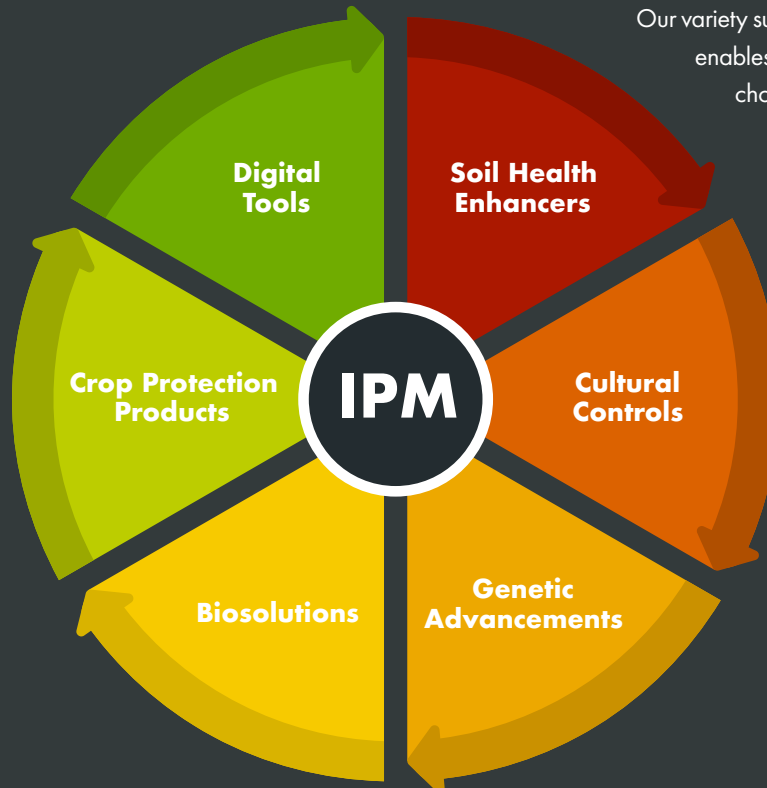 Our variety
enables
Digital
Tools
Soil Health
Enhancers
Crop Protection
Products
IPM
Cultural
Controls
Biosolutions
Genetic
Advancements